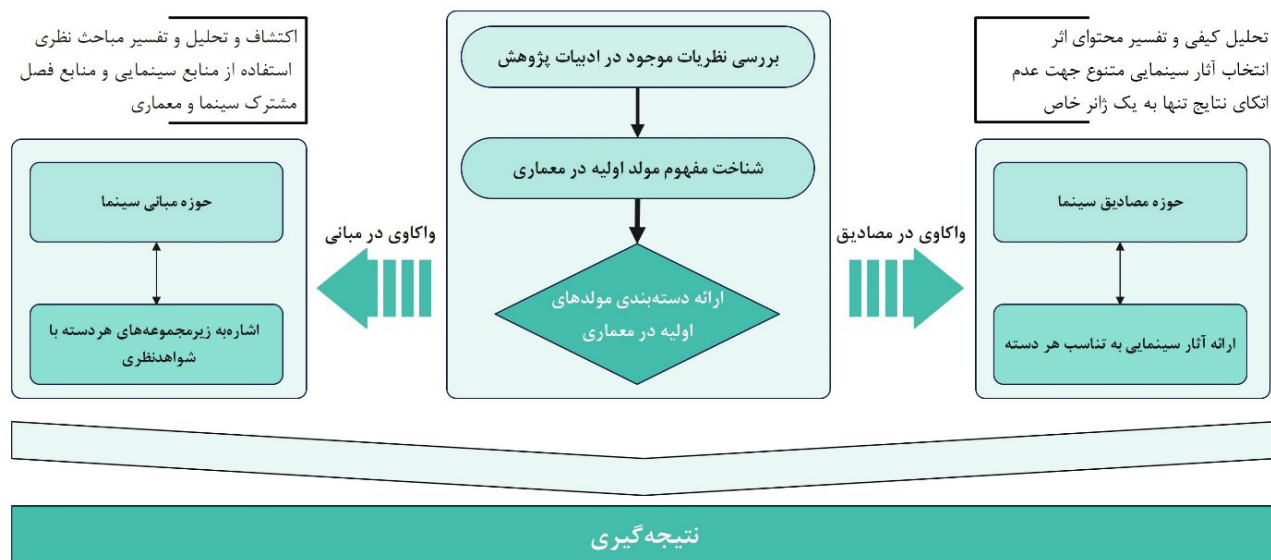 تحلیل کیفی و تفسیر محتوای اثر
انتخاب آثار سینمایی متنوع جهت عدم
اتکای نتایج تنها به یک ژانر خاص
حوزه مصادیق سینما
ارائه آثار سینمایی به تناسب هر دسته
واکاوی در مصادیق
بررسی نظریات موجود در ادبیات پژوهش
شناخت مفهوم مولد اولیه در معماری
ارائه دسته‌بندی مولدهای
اولیه در معماری
واکاوی در مبانی
اکتشاف و تحلیل و تفسیر مباحث نظری
استفاده از منابع سینمایی و منابع فصل
مشترک سینما و معماری
حوزه مبانی سینما
اشاره‌به زیرمجموعه‌های هردسته با
شواهدنظری
نتیجه‌گیری